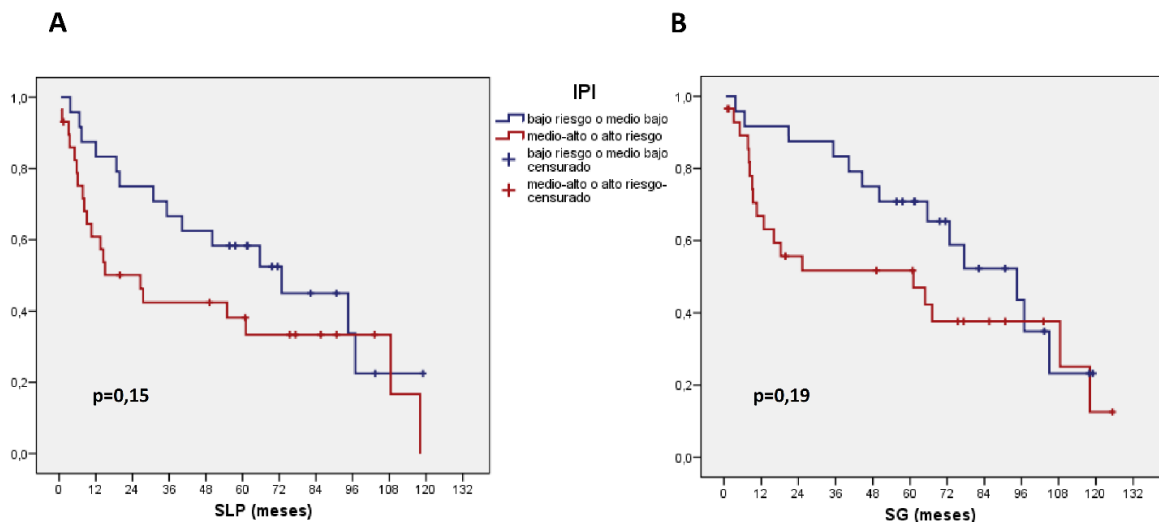 A
B
1,0
0,8
0,6
0,4
0,2
0,0
p=0,15
0 12 24 36 48 60 72 84 96 108 120 132
SLP (meses)
IPI
bajo riesgo o medio bajo
medio-alto o alto riesgo
bajo riesgo o medio bajo
censurado
medio-alto o alto riesgo-
censurado
1,0
0,8
0,6
0,4
0,2
0,0
p=0,19
0 12 24 36 48 60 72 84 96 108 120 132
SG (meses)